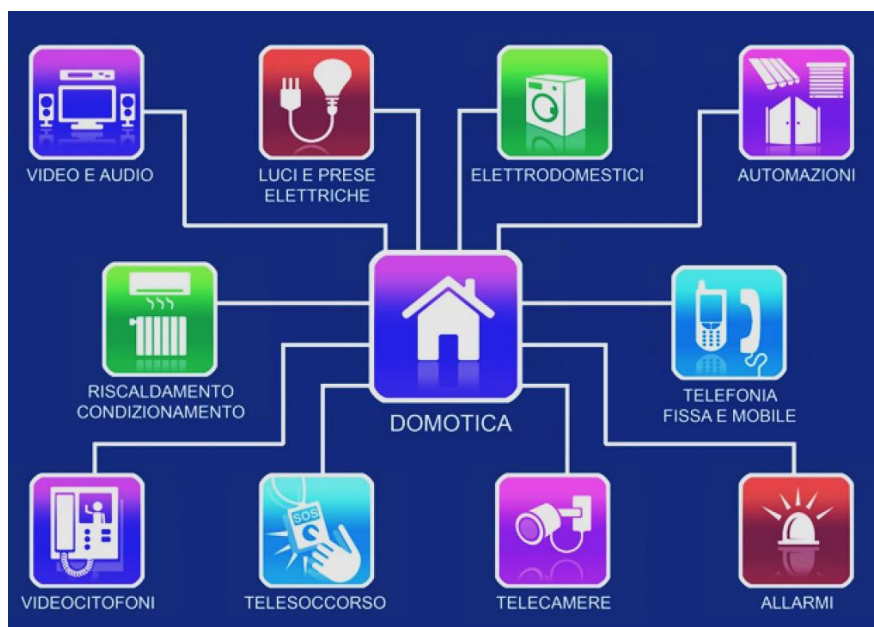 VIDEO E AUDIO
LUCI E PRESE
ELETTRICHE
ELETTRODOMESTICI
AUTOMAZIONI
RISCALDAMENTO
CONDIZIONAMENTO
DOMOTICA
TELEFONIA
FISSA E MOBILE
VIDEOCITOFONI
SOS
TELESOCCORSO
TELECAMERE
ALLARMI